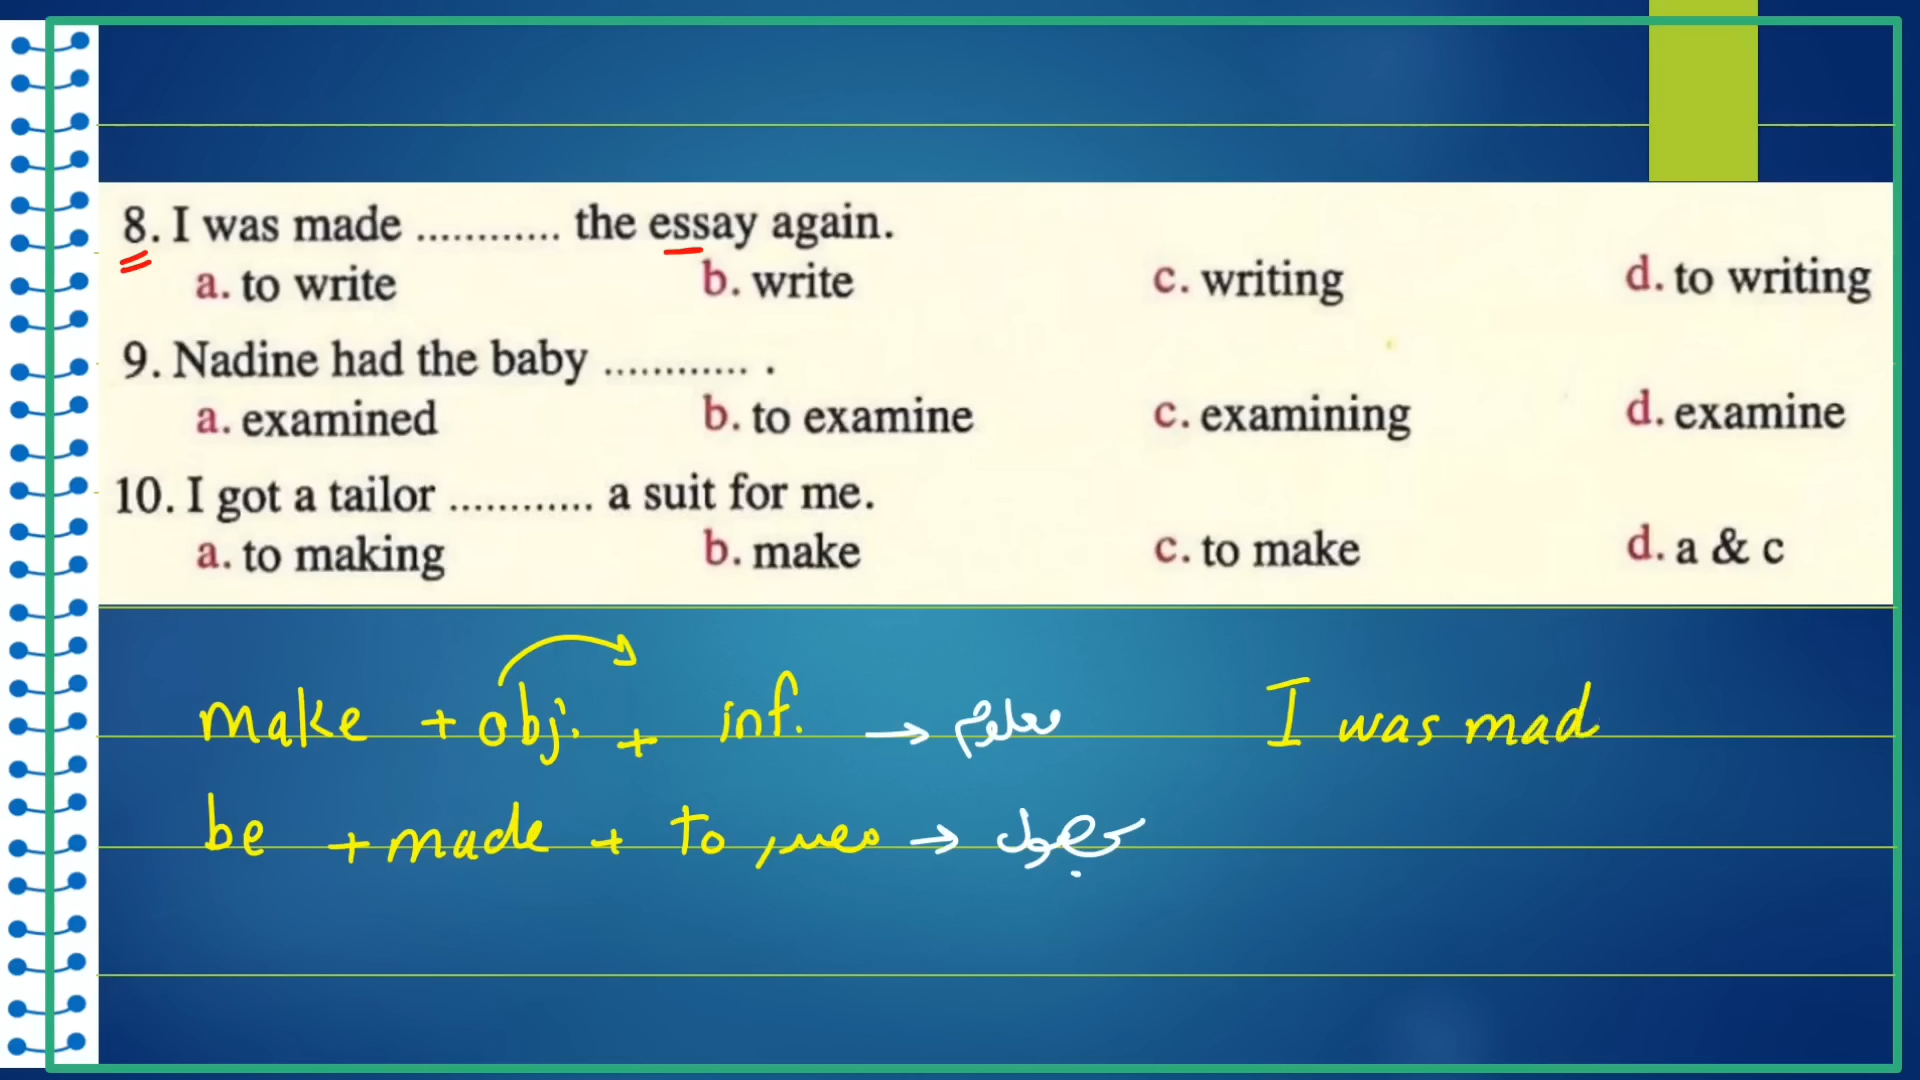 8. I was made ............ the essay again.
a. to write b. write c. writing d. to writing
9. Nadine had the baby ............ .
a. examined b. to examine c. examining d. examine
10. I got a tailor ............ a suit for me.
a. to making b. make c. to make d. a & c
make + obj. + inf. → معلوم
be + made + to مصدر → مجهول
I was mad